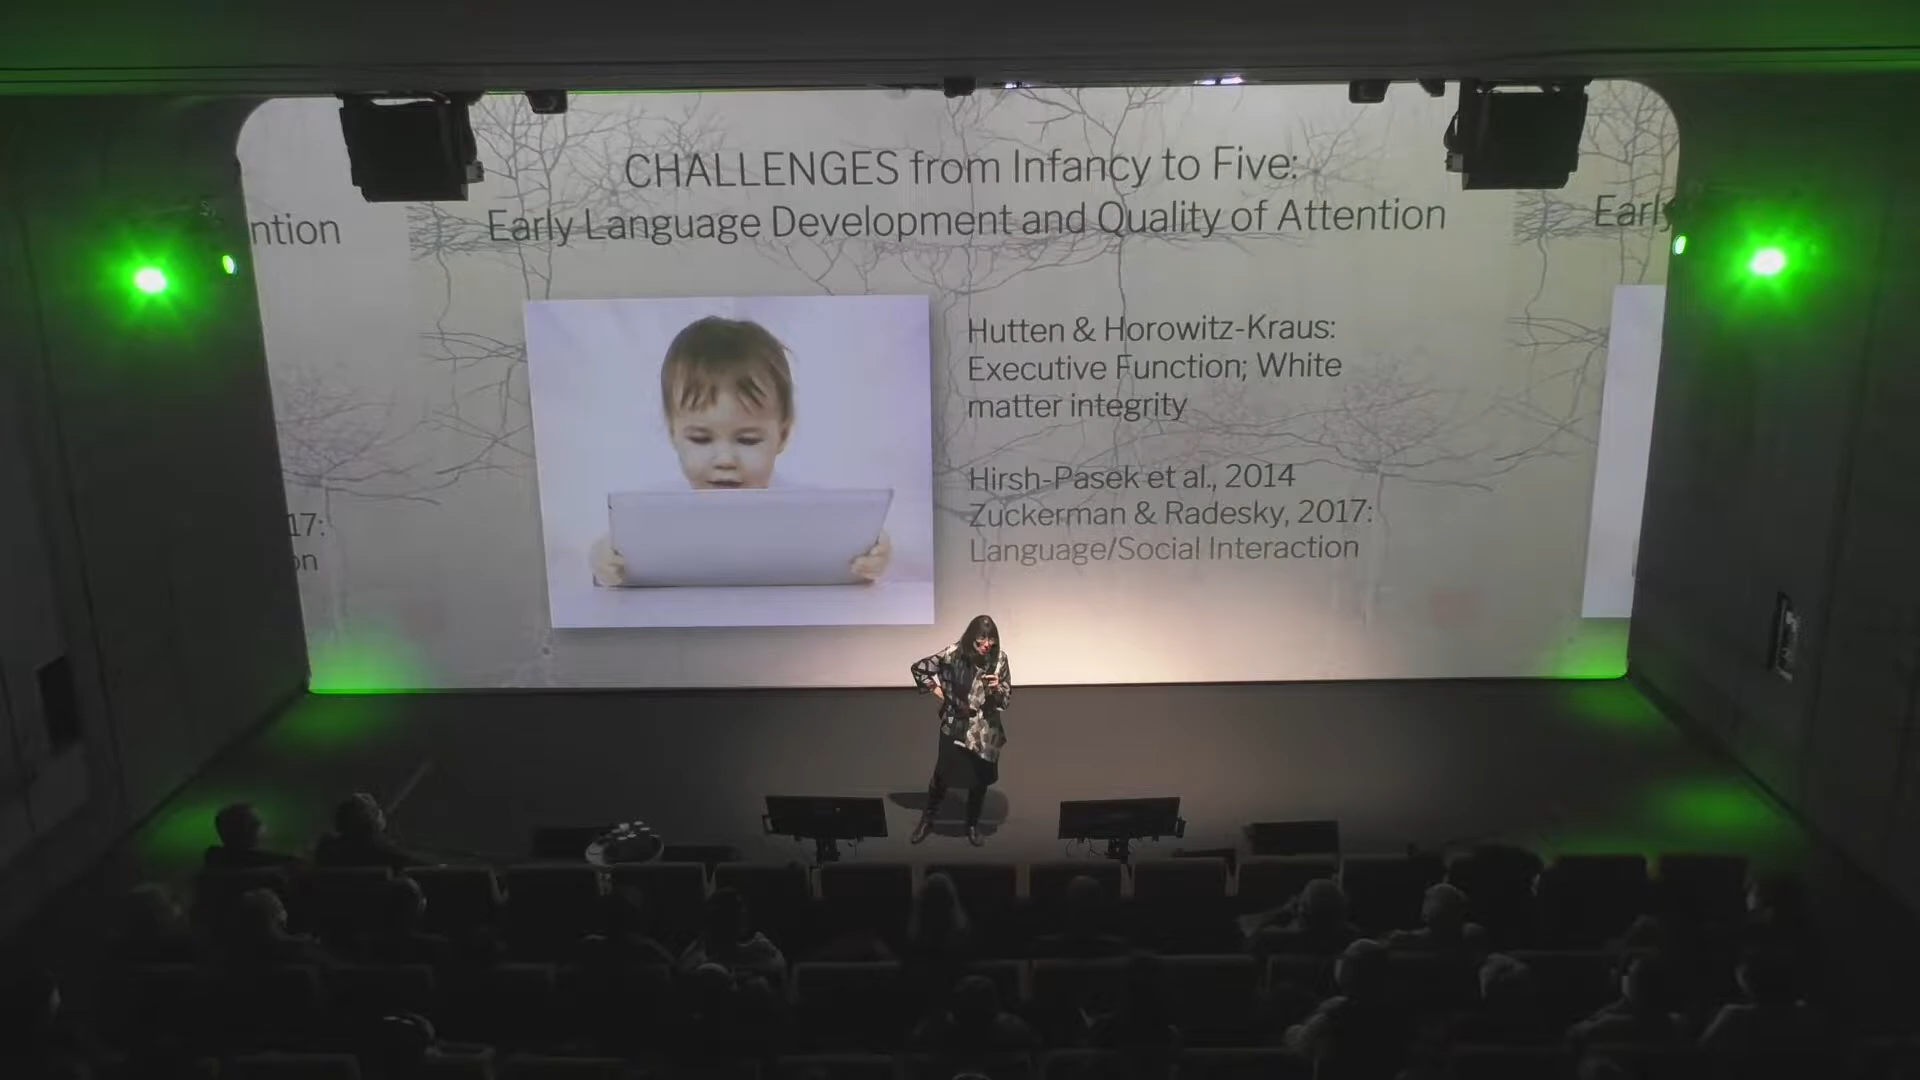 CHALLENGES from Infancy to Five:
Early Language Development and Quality of Attention
ntion
Early
Hutten & Horowitz-Kraus:
Executive Function; White
matter integrity
Hirsh-Pasek et al., 2014
Zuckerman & Radesky, 2017:
Language/Social Interaction
17:
on